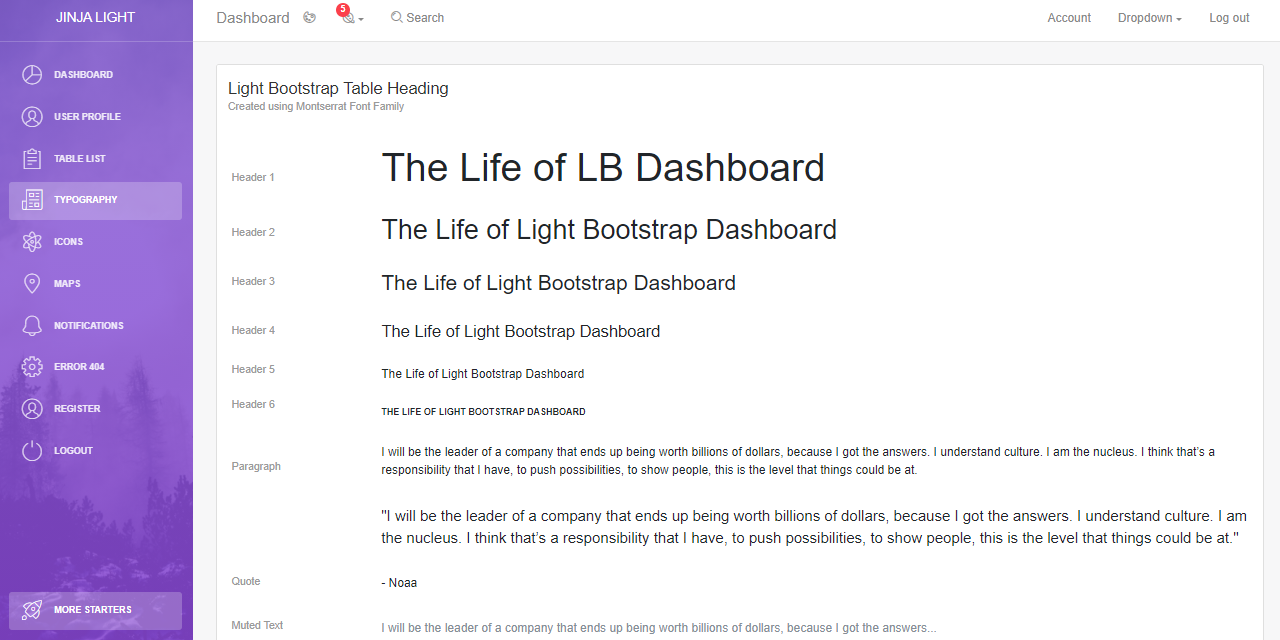 JINJA LIGHT
DASHBOARD
USER PROFILE
TABLE LIST
TYPOGRAPHY
ICONS
MAPS
NOTIFICATIONS
ERROR 404
REGISTER
LOGOUT
MORE STARTERS
Dashboard 5 Search Account Dropdown Log out
Light Bootstrap Table Heading
Created using Montserrat Font Family
Header 1 The Life of LB Dashboard
Header 2 The Life of Light Bootstrap Dashboard
Header 3 The Life of Light Bootstrap Dashboard
Header 4 The Life of Light Bootstrap Dashboard
Header 5 The Life of Light Bootstrap Dashboard
Header 6 THE LIFE OF LIGHT BOOTSTRAP DASHBOARD
I will be the leader of a company that ends up being worth billions of dollars, because I got the answers. I understand culture. I am the nucleus. I think that’s a
Paragraph
responsibility that I have, to push possibilities, to show people, this is the level that things could be at.
"I will be the leader of a company that ends up being worth billions of dollars, because I got the answers. I understand culture. I am
the nucleus. I think that’s a responsibility that I have, to push possibilities, to show people, this is the level that things could be at."
Quote - Noaa
Muted Text I will be the leader of a company that ends up being worth billions of dollars, because I got the answers...